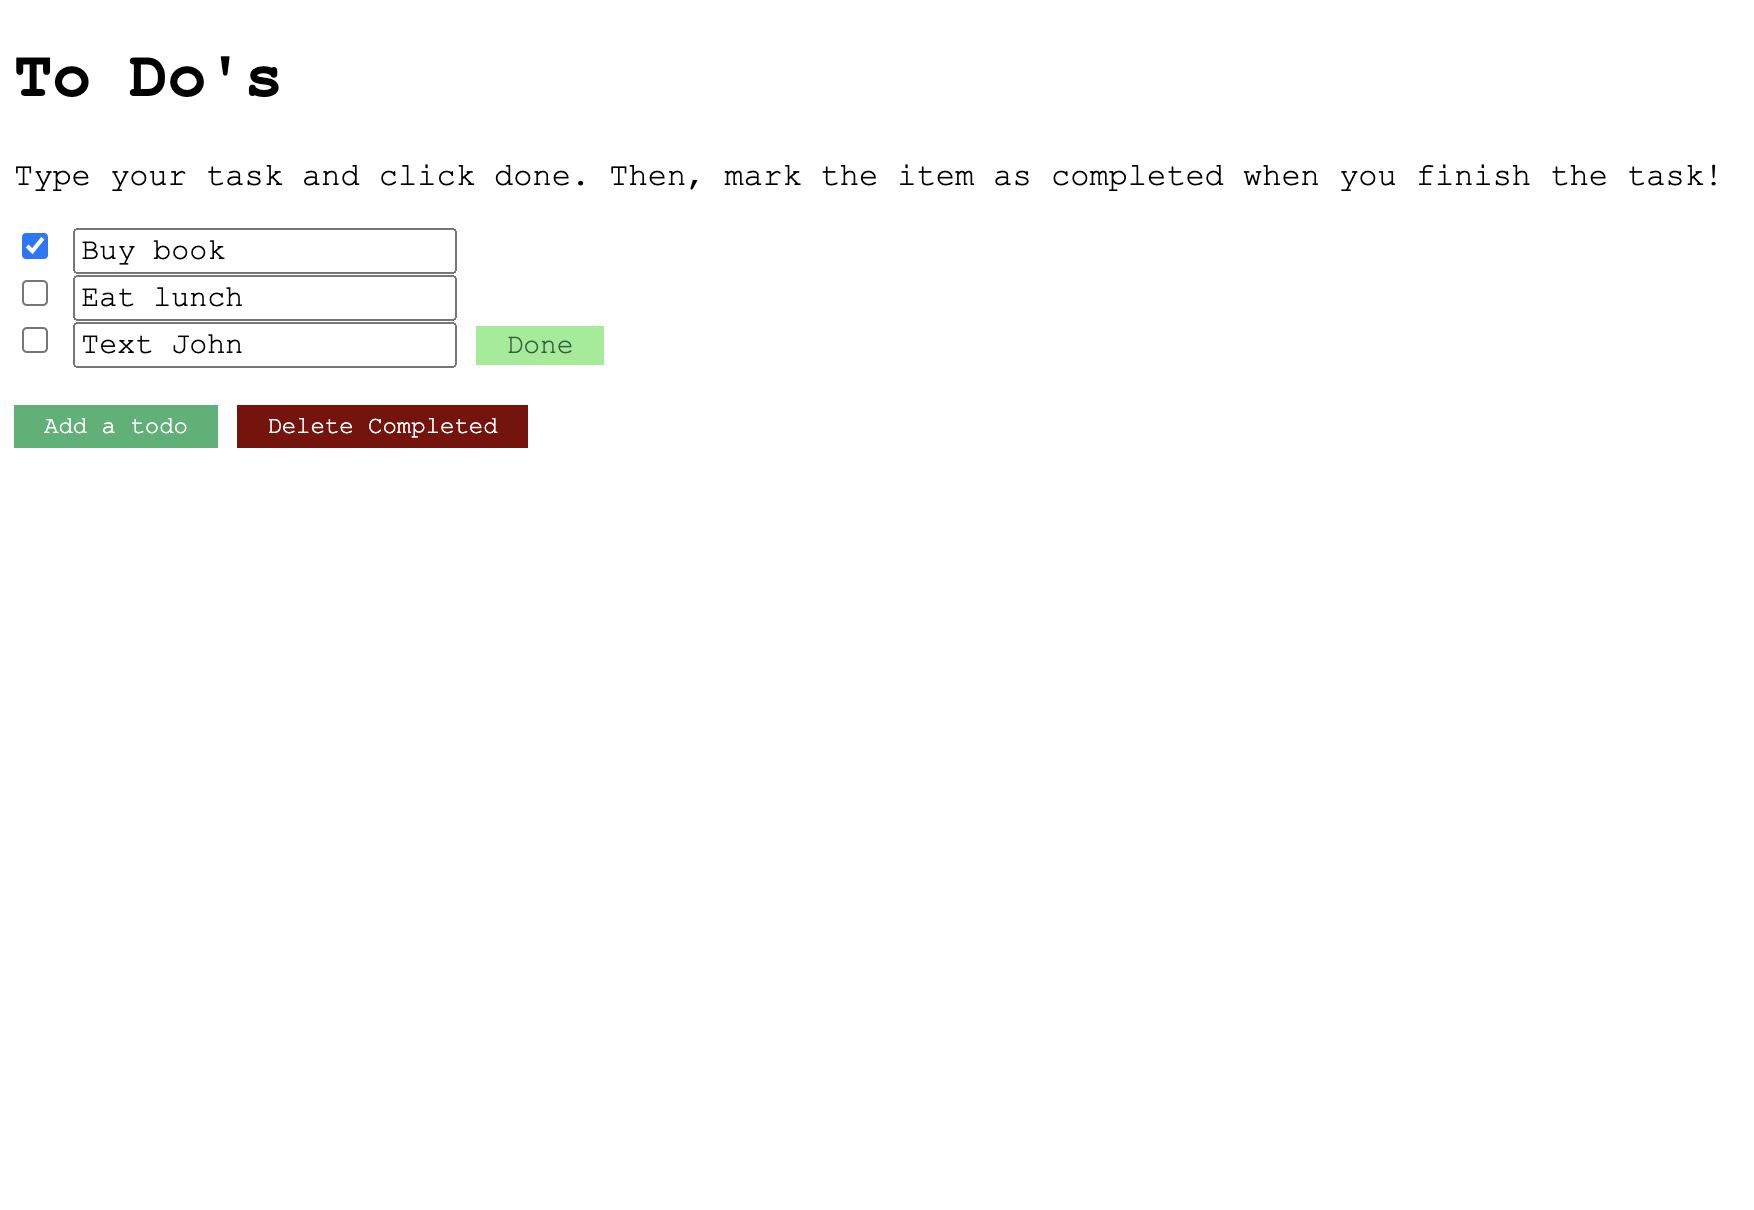 To Do's
Type your task and click done. Then, mark the item as completed when you finish the task!
Buy book
Eat lunch
Text John Done
Add a todo Delete Completed